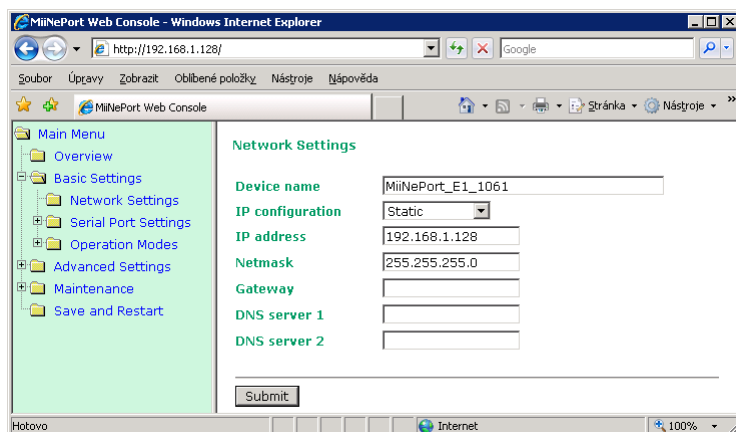 MiiNePort Web Console - Windows Internet Explorer
http://192.168.1.128/
Google
Soubor Úpravy Zobrazit Oblíbené položky Nástroje Nápověda
MiiNePort Web Console
Stránka Nástroje »
Main Menu
Overview
Basic Settings
Network Settings
Serial Port Settings
Operation Modes
Advanced Settings
Maintenance
Save and Restart
Network Settings
Device name MiiNePort_E1_1061
IP configuration Static
IP address 192.168.1.128
Netmask 255.255.255.0
Gateway
DNS server 1
DNS server 2
Submit
Hotovo Internet 100%